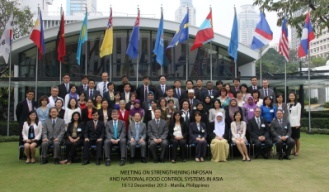 MEETING ON STRENGTHENING INFOSAN
AND NATIONAL FOOD CONTROL SYSTEMS IN ASIA
10-12 December 2013 - Manila, Philippines